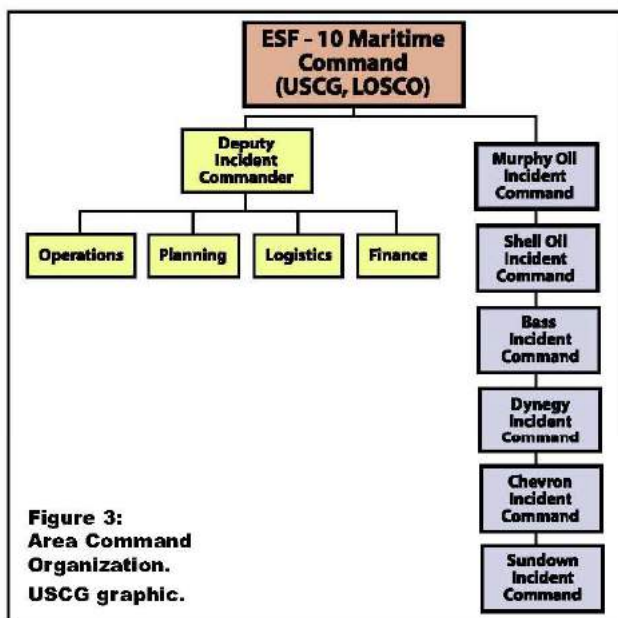 ESF - 10 Maritime
Command
(USCG, LOSCO)
Deputy
Incident
Commander
Operations
Planning
Logistics
Finance
Murphy Oil
Incident
Command
Shell Oil
Incident
Command
Bass
Incident
Command
Dynegy
Incident
Command
Chevron
Incident
Command
Sundown
Incident
Command
Figure 3:
Area Command
Organization.
USCG graphic.